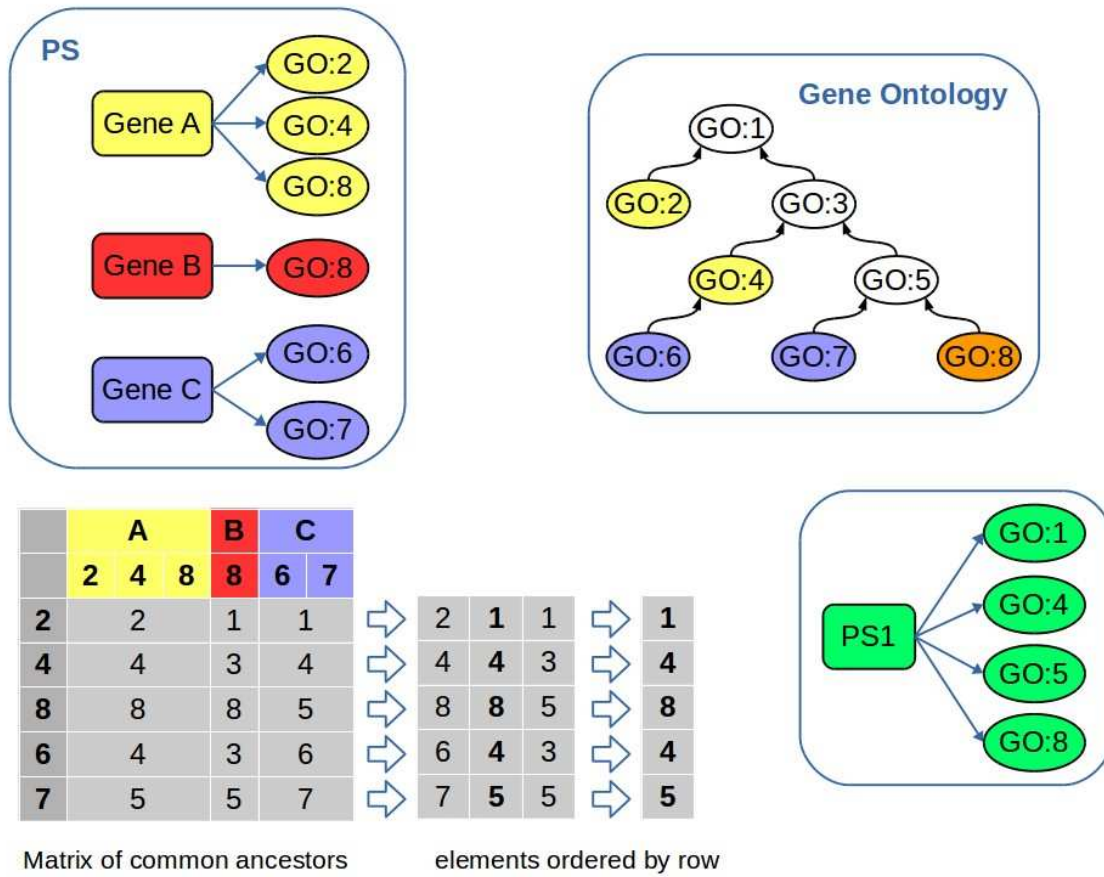 PS
Gene A
GO:2
GO:4
GO:8
Gene B
GO:8
Gene C
GO:6
GO:7
Gene Ontology
GO:1
GO:2
GO:3
GO:4
GO:5
GO:6
GO:7
GO:8
A B C
2 4 8 8 6 7
2 2 1 1 2 1 1 1
4 4 3 4 4 4 3 4
8 8 8 5 8 8 5 8
6 4 3 6 6 4 3 4
7 5 5 7 7 5 5 5
Matrix of common ancestors
elements ordered by row
PS1
GO:1
GO:4
GO:5
GO:8